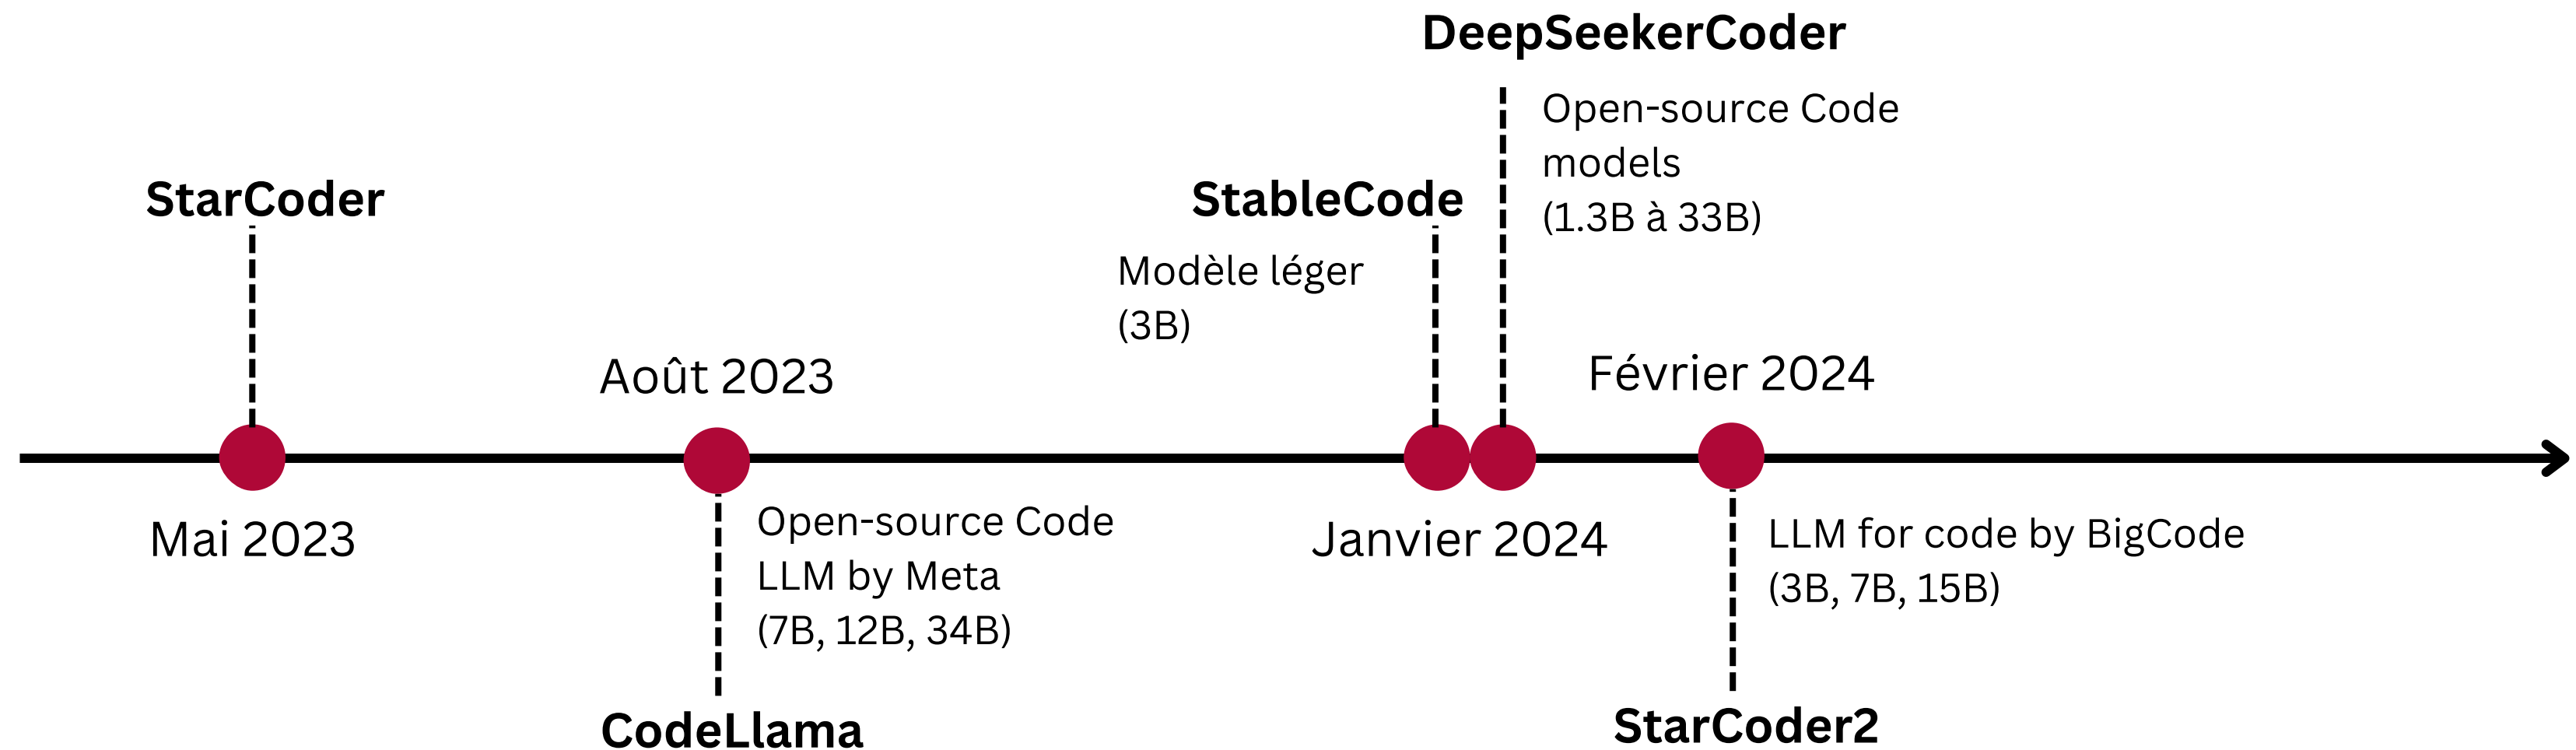 DeepSeekerCoder
Open-source Code
models
(1.3B à 33B)
StarCoder
StableCode
Modèle léger
(3B)
Août 2023
Février 2024
Mai 2023
Janvier 2024
Open-source Code
LLM by Meta
(7B, 12B, 34B)
LLM for code by BigCode
(3B, 7B, 15B)
CodeLlama
StarCoder2